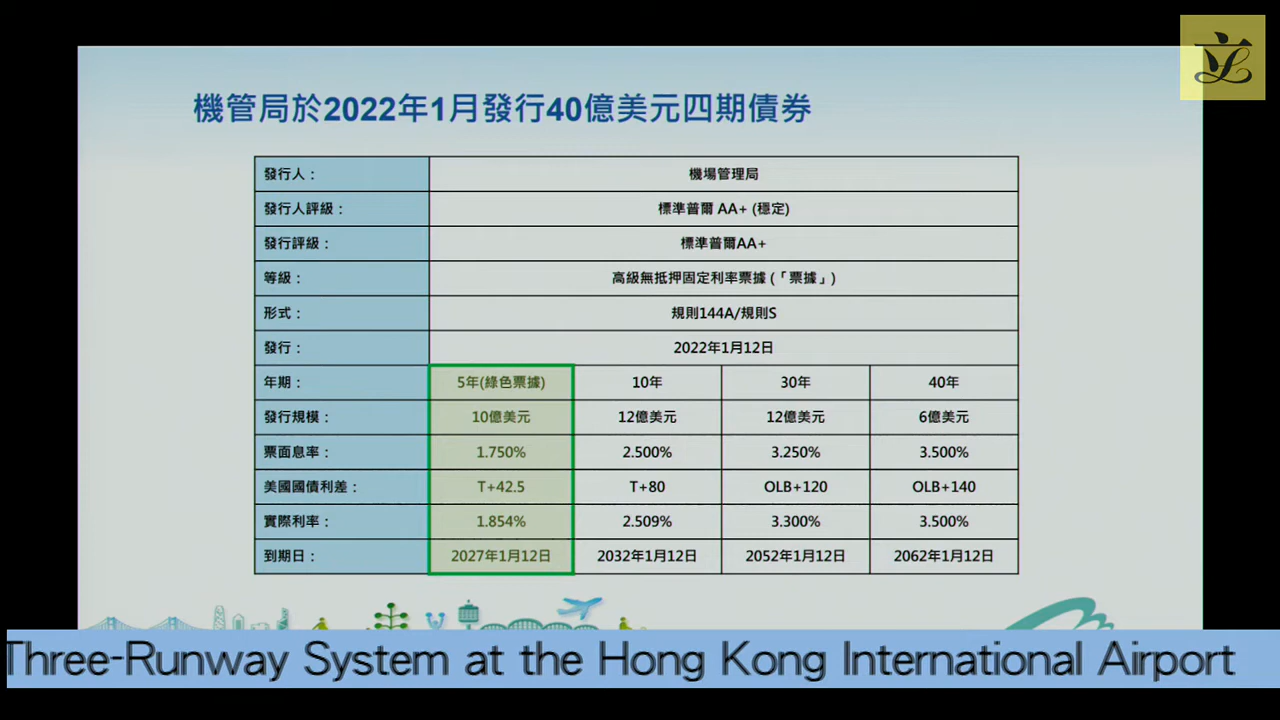 立
機管局於2022年1月發行40億美元四期債券
發行人： 機場管理局
發行人評級： 標準普爾 AA+ (穩定)
發行評級： 標準普爾AA+
等級： 高級無抵押固定利率票據 (「票據」)
形式： 規則144A/規則S
發行： 2022年1月12日
年期： 5年(綠色票據) 10年 30年 40年
發行規模： 10億美元 12億美元 12億美元 6億美元
票面息率： 1.750% 2.500% 3.250% 3.500%
美國國債利差： T+42.5 T+80 OLB+120 OLB+140
實際利率： 1.854% 2.509% 3.300% 3.500%
到期日： 2027年1月12日 2032年1月12日 2052年1月12日 2062年1月12日
Three-Runway System at the Hong Kong International Airport